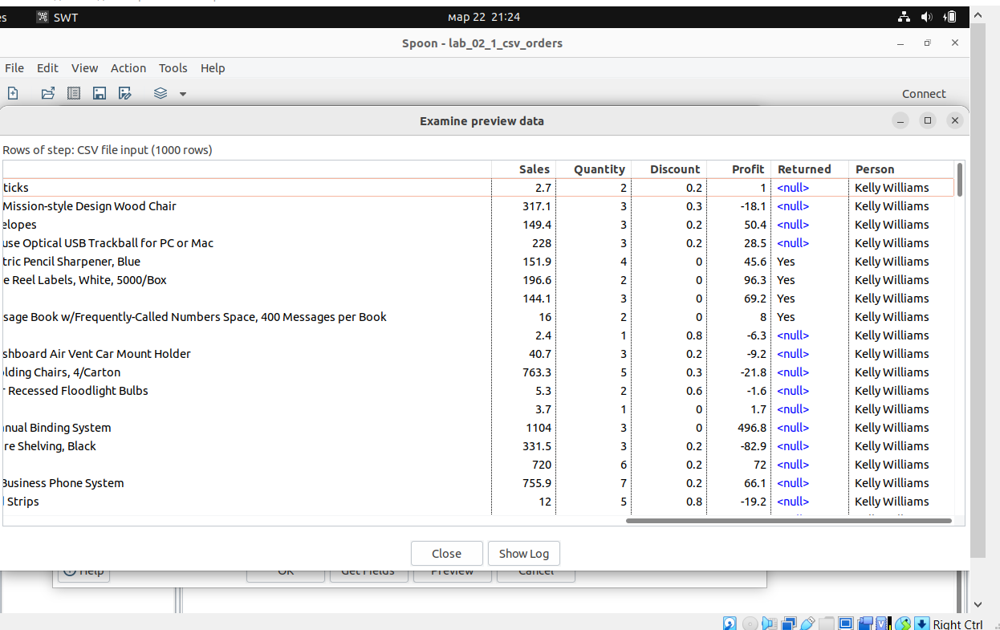 es SWT мар 22 21:24
Spoon - lab_02_1_csv_orders
File Edit View Action Tools Help
Connect
Examine preview data
Rows of step: CSV file input (1000 rows)
Sales Quantity Discount Profit Returned Person
ticks 2.7 2 0.2 1 <null> Kelly Williams
Mission-style Design Wood Chair 317.1 3 0.3 -18.1 <null> Kelly Williams
elopes 149.4 3 0.2 50.4 <null> Kelly Williams
use Optical USB Trackball for PC or Mac 228 3 0.2 28.5 <null> Kelly Williams
tric Pencil Sharpener, Blue 151.9 4 0 45.6 Yes Kelly Williams
e Reel Labels, White, 5000/Box 196.6 2 0 96.3 Yes Kelly Williams
144.1 3 0 69.2 Yes Kelly Williams
sage Book w/Frequently-Called Numbers Space, 400 Messages per Book 16 2 0 8 Yes Kelly Williams
2.4 1 0.8 -6.3 <null> Kelly Williams
shboard Air Vent Car Mount Holder 40.7 3 0.2 -9.2 <null> Kelly Williams
lding Chairs, 4/Carton 763.3 5 0.3 -21.8 <null> Kelly Williams
r Recessed Floodlight Bulbs 5.3 2 0.6 -1.6 <null> Kelly Williams
3.7 1 0 1.7 <null> Kelly Williams
nual Binding System 1104 3 0 496.8 <null> Kelly Williams
re Shelving, Black 331.5 3 0.2 -82.9 <null> Kelly Williams
720 6 0.2 72 <null> Kelly Williams
Business Phone System 755.9 7 0.2 66.1 <null> Kelly Williams
Strips 12 5 0.8 -19.2 <null> Kelly Williams
Close Show Log
Help OK Get Fields Preview Cancel
Right Ctrl